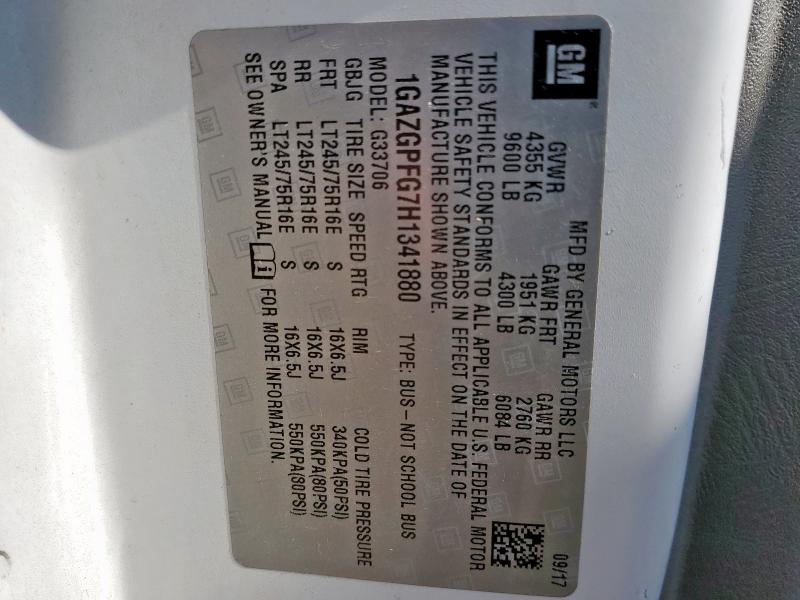 GM
®
MFD BY GENERAL MOTORS LLC 09/17
GVWR GAWR FRT GAWR RR
4355 KG 1951 KG 2760 KG
9600 LB 4300 LB 6084 LB
THIS VEHICLE CONFORMS TO ALL APPLICABLE U.S. FEDERAL MOTOR
VEHICLE SAFETY STANDARDS IN EFFECT ON THE DATE OF
MANUFACTURE SHOWN ABOVE.
1GAZGPFG7H1341880 TYPE: BUS-NOT SCHOOL BUS
MODEL: G33706
GBJG TIRE SIZE SPEED RTG RIM COLD TIRE PRESSURE
FRT LT245/75R16E S 16X6.5J 340KPA(50PSI)
RR LT245/75R16E S 16X6.5J 550KPA(80PSI)
SPA LT245/75R16E S 16X6.5J 550KPA(80PSI)
SEE OWNER'S MANUAL i FOR MORE INFORMATION.